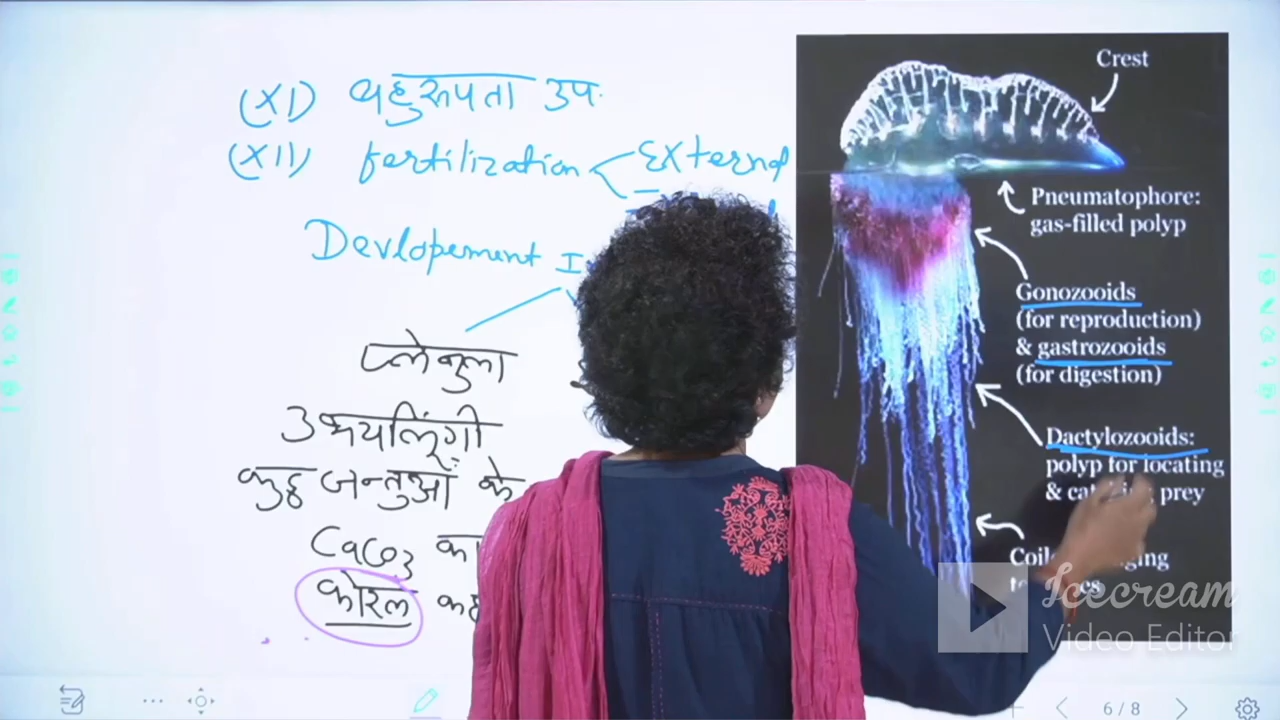 (XI) बहुरूपता उप.
(XII) fertilization External
Devlopement I
प्लेनुला
उभयलिंगी
कुछ जन्तुओं के
CaCO3 का
कोरल कह
Crest
Pneumatophore:
gas-filled polyp
Gonozooids
(for reproduction)
& gastrozooids
(for digestion)
Dactylozooids:
polyp for locating
& prey
Icecream
Video Editor
6 / 8